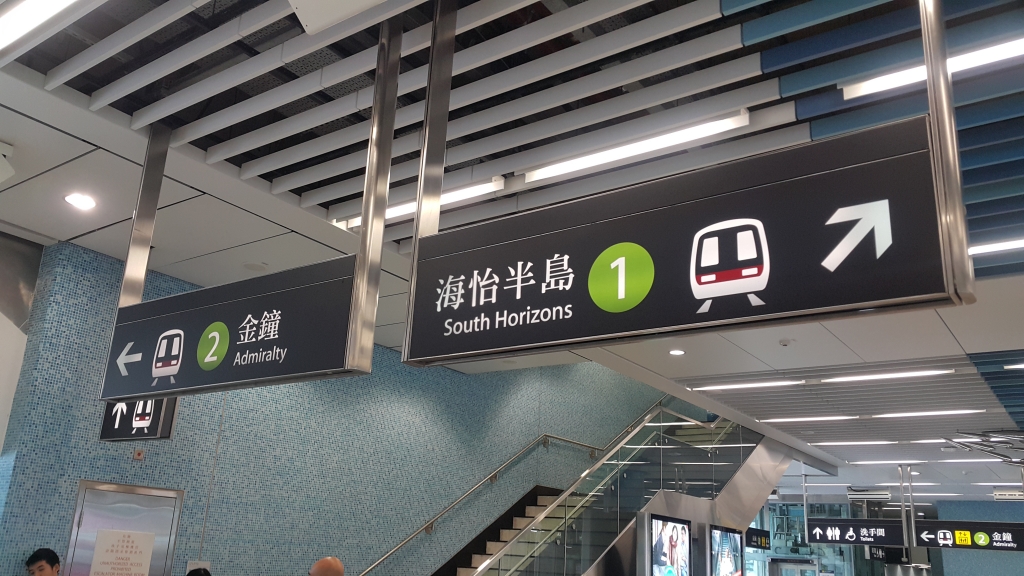 2 金鐘
Admiralty
海怡半島 1
South Horizons
洗手間
Toilets
2 金鐘
Admiralty